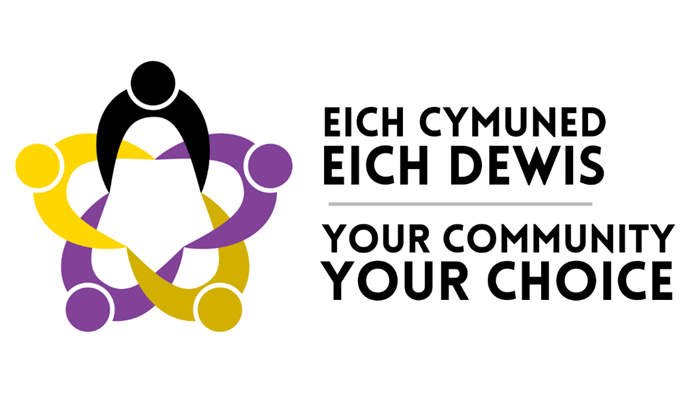 EICH CYMUNED
EICH DEWIS
YOUR COMMUNITY
YOUR CHOICE